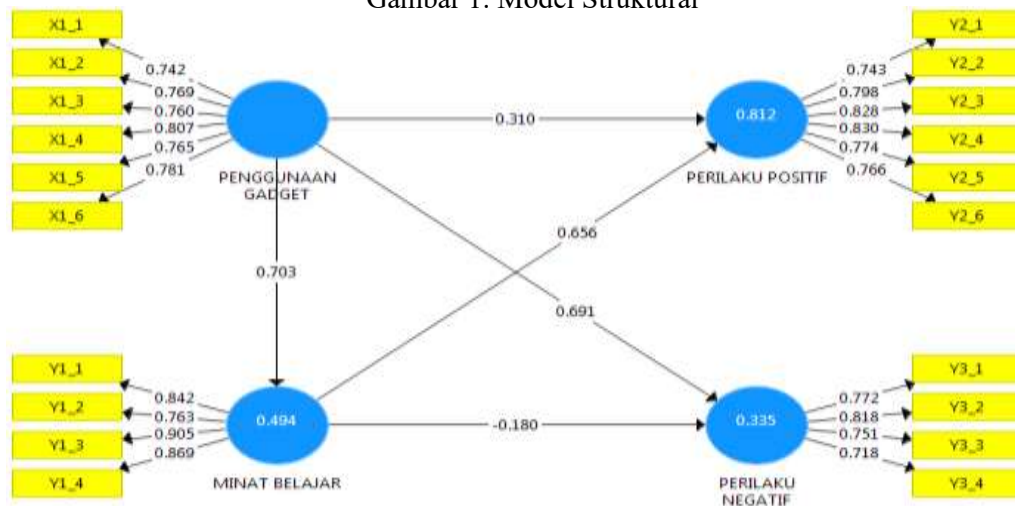 Gambar 1. Model Struktural
X1_1
X1_2
X1_3
X1_4
X1_5
X1_6
0.742
0.769
0.760
0.807
0.765
0.781
PENGGUNAAN
GADGET
0.310
0.812
PERILAKU POSITIF
0.743
0.798
0.828
0.830
0.774
0.766
Y2_1
Y2_2
Y2_3
Y2_4
Y2_5
Y2_6
0.703
0.656
0.691
Y1_1
Y1_2
Y1_3
Y1_4
0.842
0.763
0.905
0.869
0.494
MINAT BELAJAR
-0.180
0.335
PERILAKU
NEGATIF
0.772
0.818
0.751
0.718
Y3_1
Y3_2
Y3_3
Y3_4